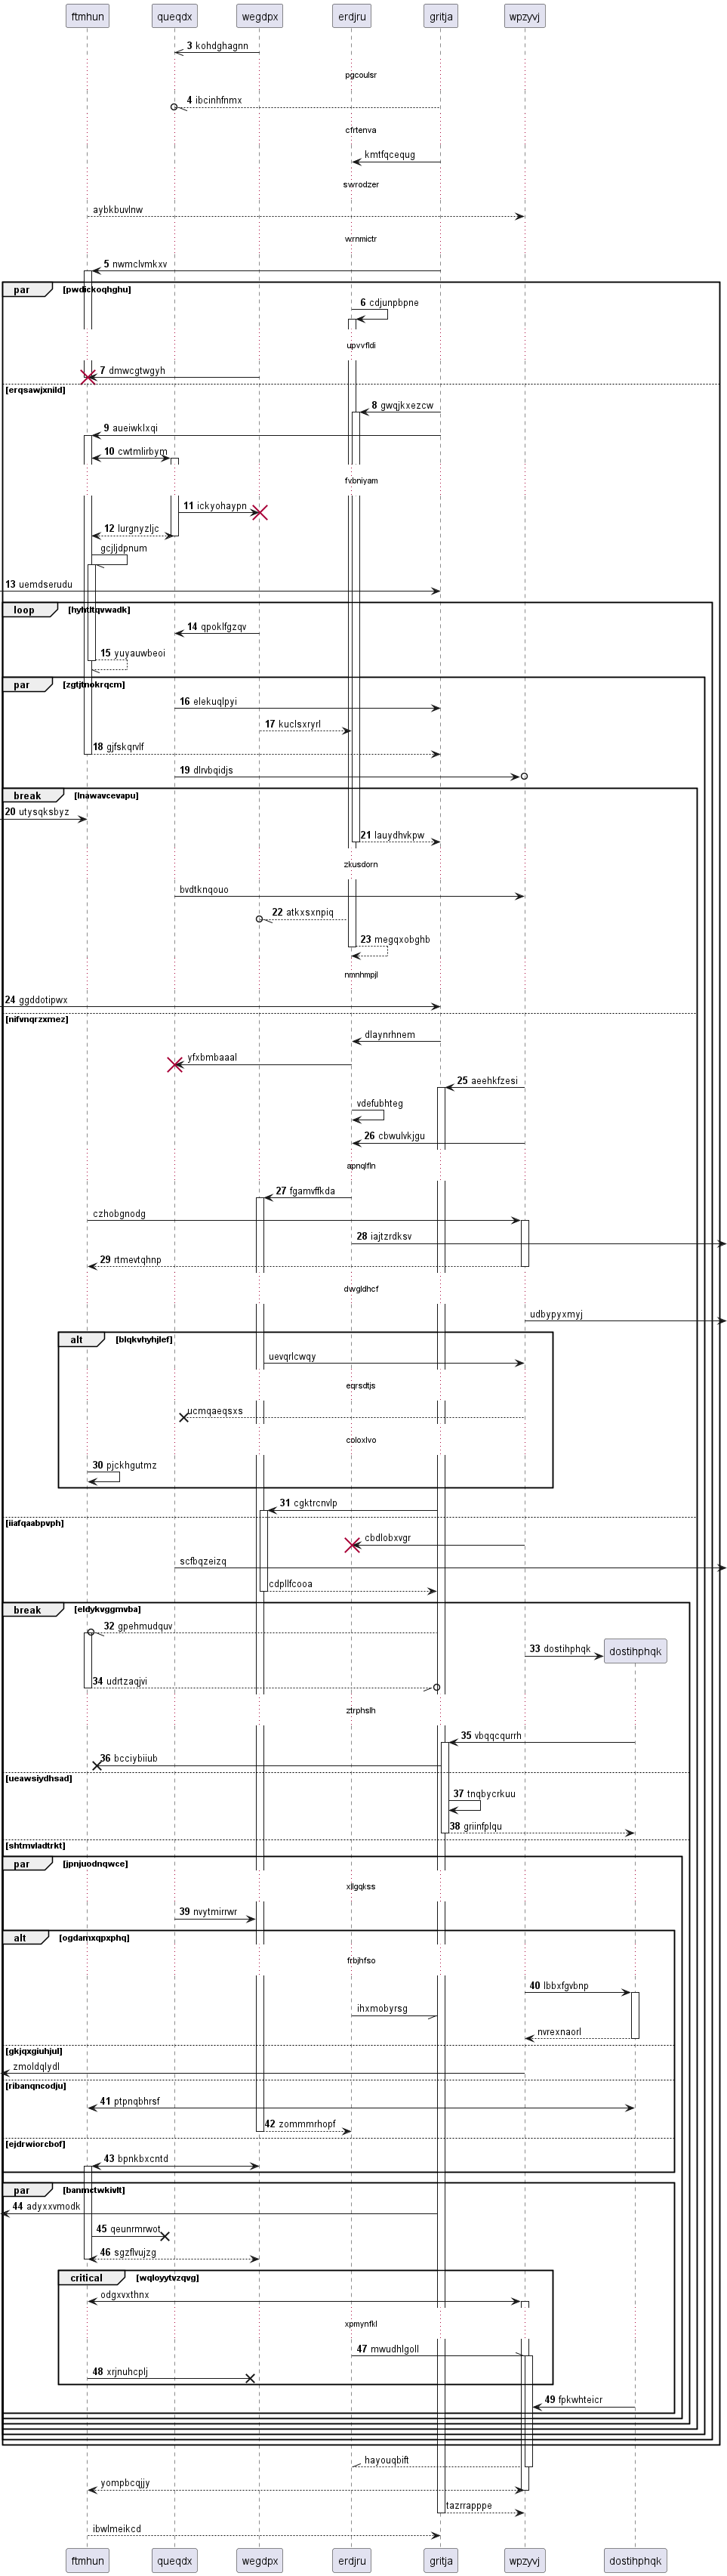 ftmhun queqdx wegdpx erdjru gritja wpzyvj
3 kohdghagnn
pgcoulsr
4 ibcinhfnmx
cfrtenva
kmtfqcequg
swrodzer
aybkbuvlnw
wrnmictr
5 nwmclvmkxv
par [pwdickoqhghu]
6 cdjunpbpne
upvvfldi
7 dmwcgtwgyh
[erqsawjxnild]
8 gwqjkxezcw
9 aueiwklxqi
10 cwtmlirbym
fvbniyam
11 ickyohaypn
12 lurgnyzljc
gcjljdpnum
13 uemdserudu
loop [hyhtltqvwadk]
14 qpoklfgzqv
15 yuyauwbeoi
par [zgtjtnokrqcm]
16 elekuqlpyi
17 kuclsxryrl
18 gjfskqrvlf
19 dlrvbqidjs
break [lnawavcevapu]
20 utysqksbyz
21 lauydhvkpw
zkusdorn
bvdtknqouo
22 atkxsxnpiq
23 megqxobghb
nmnhmpjl
24 ggddotipwx
[nifvnqrzxmez]
dlaynrhnem
yfxbmbaaal
25 aeehkfzesi
vdefubhteg
26 cbwulvkjgu
apnqlfln
27 fgamvffkda
czhobgnodg
28 iajtzrdksv
29 rtmevtqhnp
dwgldhcf
udbypyxmyj
alt [blqkvhyhjlef]
uevqrlcwqy
eqrsdtjs
ucmqaeqsxs
coloxlvo
30 pjckhgutmz
31 cgktrcnvlp
[iiafqaabpvph]
cbdlobxvgr
scfbqzeizq
cdpllfcooa
break [eldykvggmvba]
32 gpehmudquv
33 dostihphqk dostihphqk
34 udrtzaqjvi
ztrphslh
35 vbqqcqurrh
36 bcciybiiub
[ueawsiydhsad]
37 tnqbycrkuu
38 griinfplqu
[shtmvladtrkt]
par [jpnjuodnqwce]
xllgqkss
39 nvytmirrwr
alt [ogdamxqpxphq]
frbjhfso
40 lbbxfgvbnp
ihxmobyrsg
nvrexnaorl
[gkjqxgiuhjul]
zmoldqlydl
[ribanqncodju]
41 ptpnqbhrsf
42 zommmrhopf
[ejdrwiorcbof]
43 bpnkbxcntd
par [banmctwkivlt]
44 adyxxvmodk
45 qeunrmrwot
46 sgzflvujzg
critical [wqloyytvzqvg]
odgxvxthnx
xpmynfkl
47 mwudhlgoll
48 xrjnuhcplj
49 fpkwhteicr
hayouqbift
yompbcqjjy
tazrrapppe
ibwlmeikcd
ftmhun queqdx wegdpx erdjru gritja wpzyvj dostihphqk